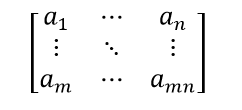 a₁ ⋯ aₙ
⋮ ⋱ ⋮
aₘ ⋯ aₘₙ